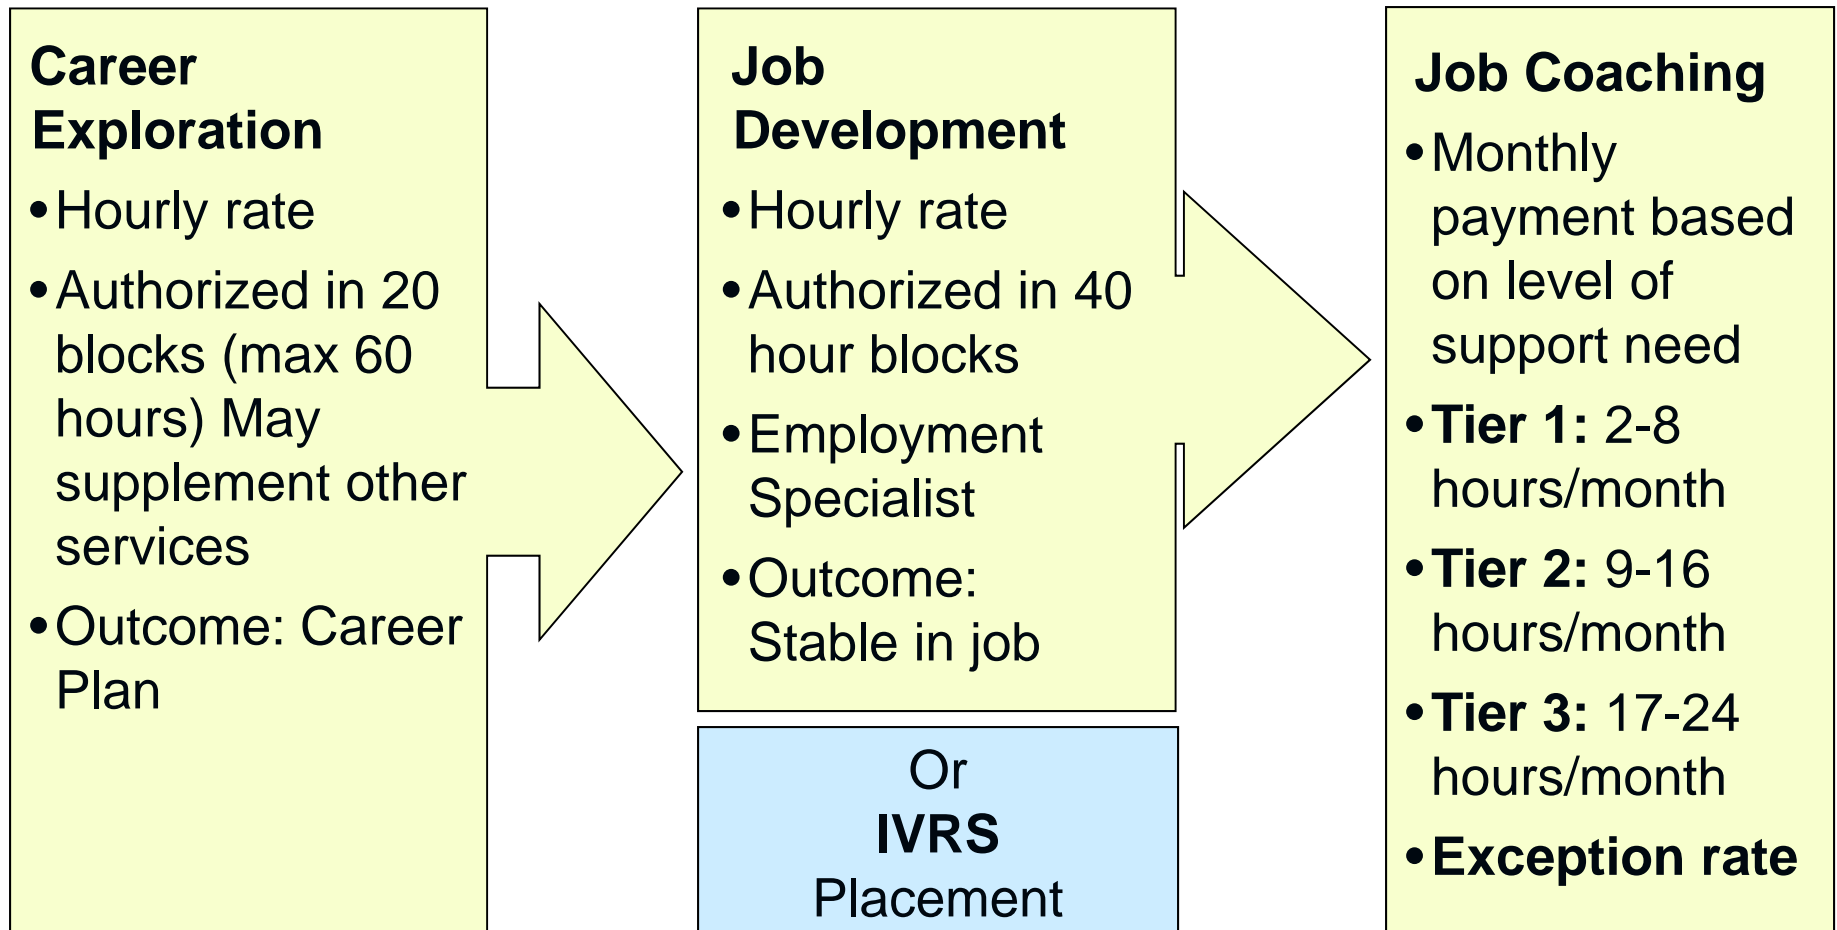 Career
Exploration
•Hourly rate
•Authorized in 20
blocks (max 60
hours) May
supplement other
services
•Outcome: Career
Plan
Job
Development
•Hourly rate
•Authorized in 40
hour blocks
•Employment
Specialist
•Outcome:
Stable in job
Or
IVRS
Placement
Job Coaching
•Monthly
payment based
on level of
support need
•Tier 1: 2-8
hours/month
•Tier 2: 9-16
hours/month
•Tier 3: 17-24
hours/month
•Exception rate